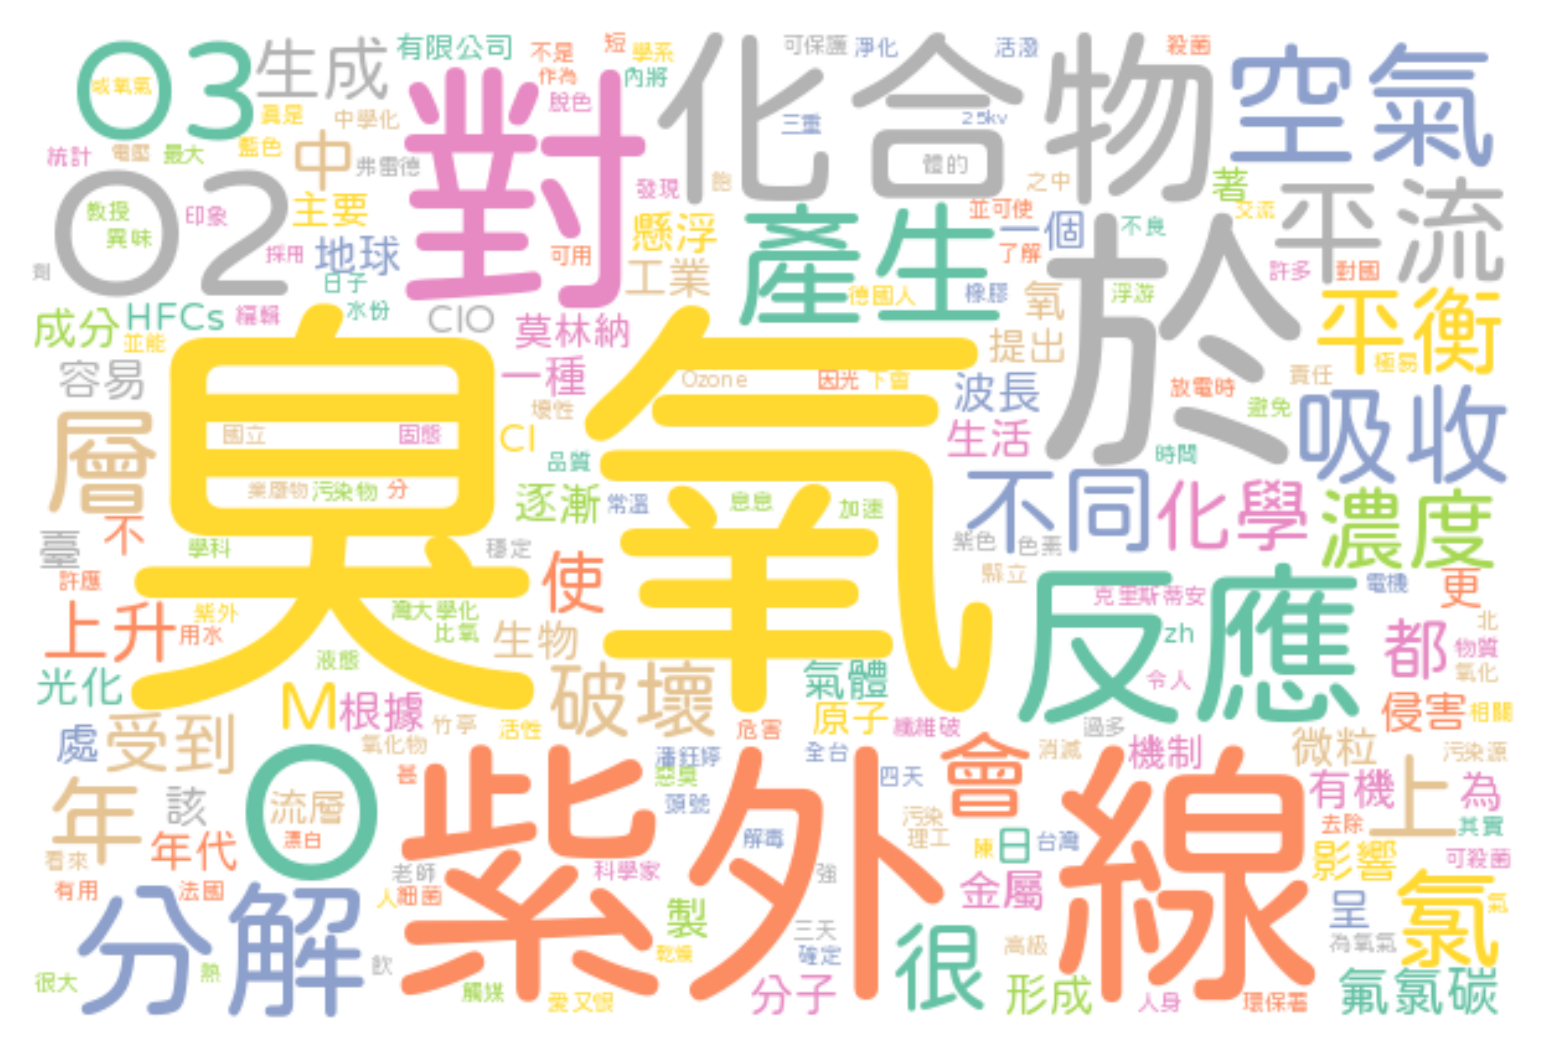 O3
或氧氣
生成
有限公司
不是
短
學系
作為
內將
脫色
化合物
可保護
淨化
活潑
殺菌
空氣
真是
中學化
三重
25kv
統計
電壓
最大
藍色
中
弗雷德
對
體的
O2
教授
異味
印象
主要
發現
飽
之中
著
平流
採用
地球
懸浮
產生
並可使
一個
不良
交流
劑
日子
可用
工業
了解
於
許多
對國
成分
HFCs
編輯
水份
ClO
莫林納
德國人
橡膠
氧
浮游
平衡
並能
提出
極易
容易
臭氧
一種
Ozone
因光
下會
波長
放電時
責任
層
壞性
避免
吸收
國立
固態
Cl
生活
品質
時間
業廢物
污染物
分
逐漸
常溫
息息
加速
不同
化學
濃度
臺
不
學科
穩定
紫色
色素
許應
使
縣立
反應
電機
更
上升
紫外
用水
灣大學化
比氧
生物
克里斯蒂安
zh
都
北
物質
光化
液態
破壞
氣體
令人
氧化
M
根據
竹亭
活性
原子
纖維破
侵害
相關
處
受到
氧化物
危害
過多
潘鈺婷
全台
會
消滅
機制
微粒
污染源
年
該
O
流層
漂白
甚
紫外線
惡臭
頭號
四天
有機
上
為
年代
污染
理工
去除
其實
看來
解毒
陳
日
台灣
影響
可殺菌
有用
法國
老師
科學家
強
人
細菌
金屬
分解
製
呈
氯
氣
三天
很
高級
為氧氣
很大
熱
飲
乾燥
確定
觸媒
愛又恨
分子
形成
人身
環保署
氟氯碳